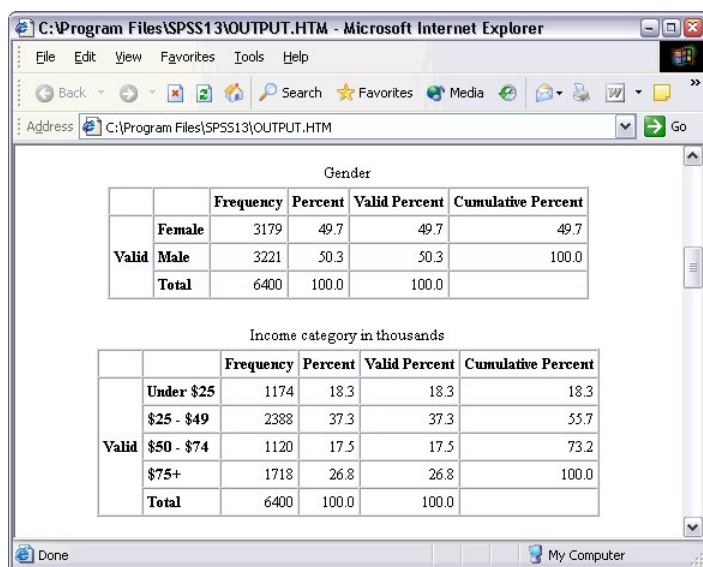 C:\Program Files\SPSS13\OUTPUT.HTM - Microsoft Internet Explorer
File Edit View Favorites Tools Help
Back Search Favorites Media »
Address C:\Program Files\SPSS13\OUTPUT.HTM Go
Gender
Frequency Percent Valid Percent Cumulative Percent
Valid Female 3179 49.7 49.7 49.7
Male 3221 50.3 50.3 100.0
Total 6400 100.0 100.0
Income category in thousands
Frequency Percent Valid Percent Cumulative Percent
Valid Under $25 1174 18.3 18.3 18.3
$25 - $49 2388 37.3 37.3 55.7
$50 - $74 1120 17.5 17.5 73.2
$75+ 1718 26.8 26.8 100.0
Total 6400 100.0 100.0
Done My Computer